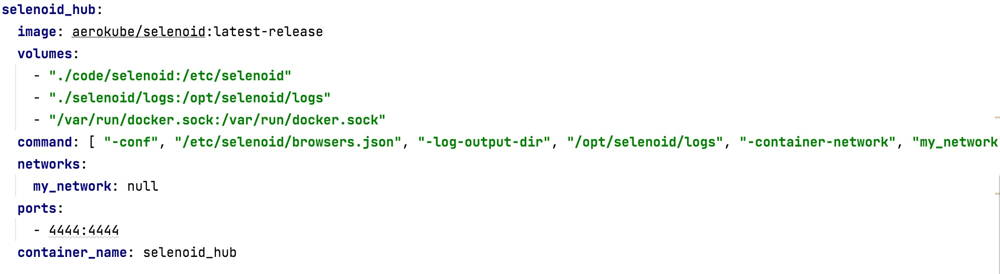 selenoid_hub:
  image: aerokube/selenoid:latest-release
  volumes:
    - "./code/selenoid:/etc/selenoid"
    - "./selenoid/logs:/opt/selenoid/logs"
    - "/var/run/docker.sock:/var/run/docker.sock"
  command: [ "-conf", "/etc/selenoid/browsers.json", "-log-output-dir", "/opt/selenoid/logs", "-container-network", "my_network
  networks:
    my_network: null
  ports:
    - 4444:4444
  container_name: selenoid_hub